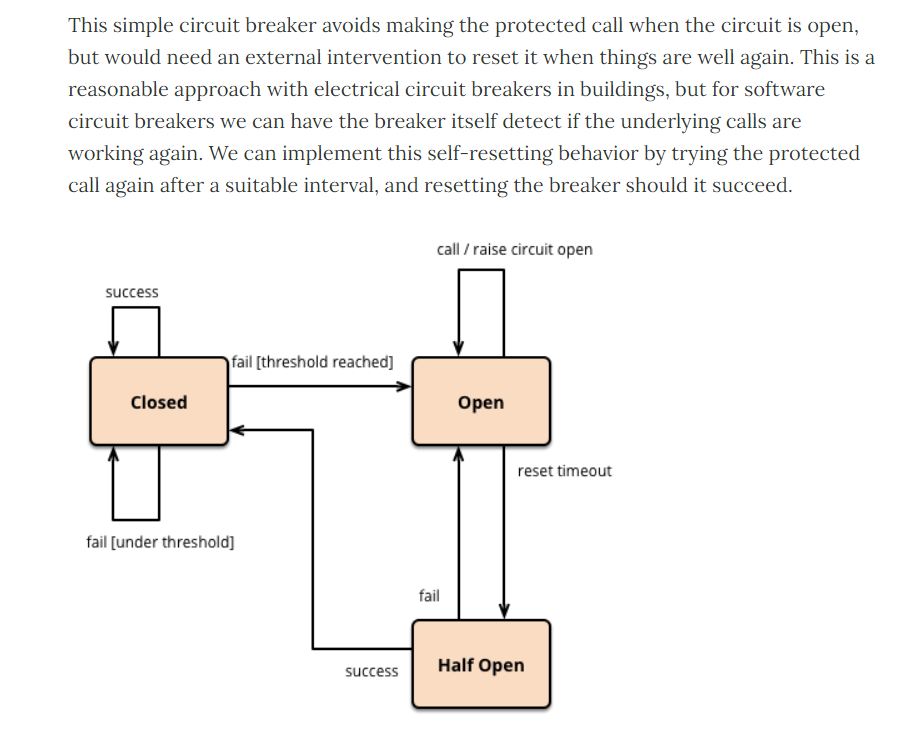 This simple circuit breaker avoids making the protected call when the circuit is open,
but would need an external intervention to reset it when things are well again. This is a
reasonable approach with electrical circuit breakers in buildings, but for software
circuit breakers we can have the breaker itself detect if the underlying calls are
working again. We can implement this self-resetting behavior by trying the protected
call again after a suitable interval, and resetting the breaker should it succeed.
call / raise circuit open
success
fail [threshold reached]
Closed
Open
reset timeout
fail [under threshold]
fail
Half Open
success